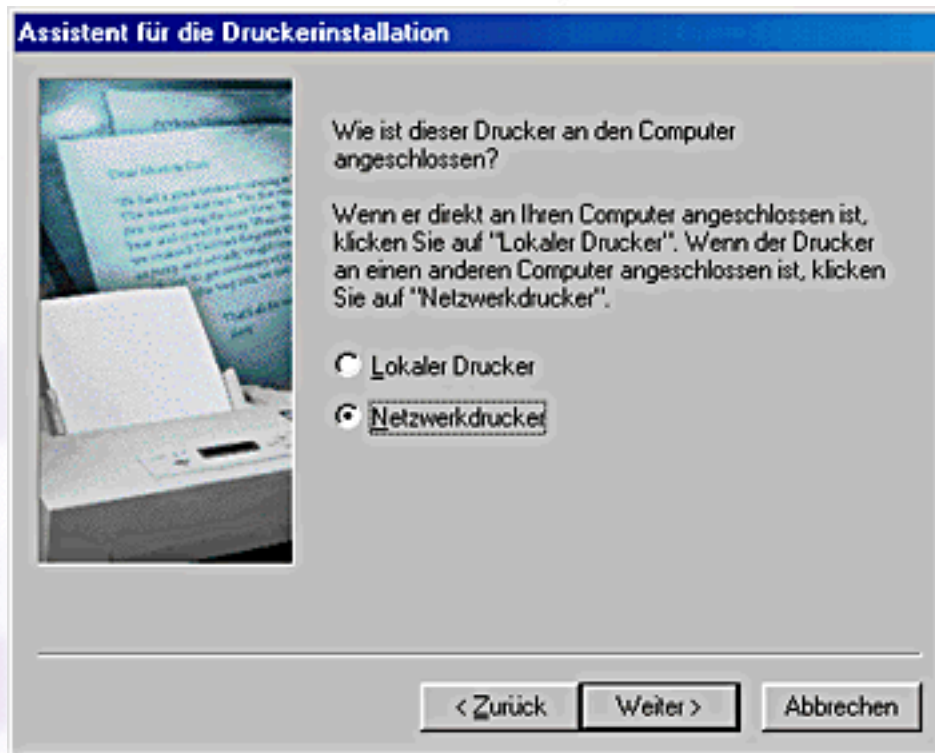 Assistent für die Druckerinstallation
Wie ist dieser Drucker an den Computer
angeschlossen?
Wenn er direkt an Ihren Computer angeschlossen ist,
klicken Sie auf "Lokaler Drucker". Wenn der Drucker
an einen anderen Computer angeschlossen ist, klicken
Sie auf "Netzwerkdrucker".
Lokaler Drucker
Netzwerkdrucker
< Zurück
Weiter >
Abbrechen